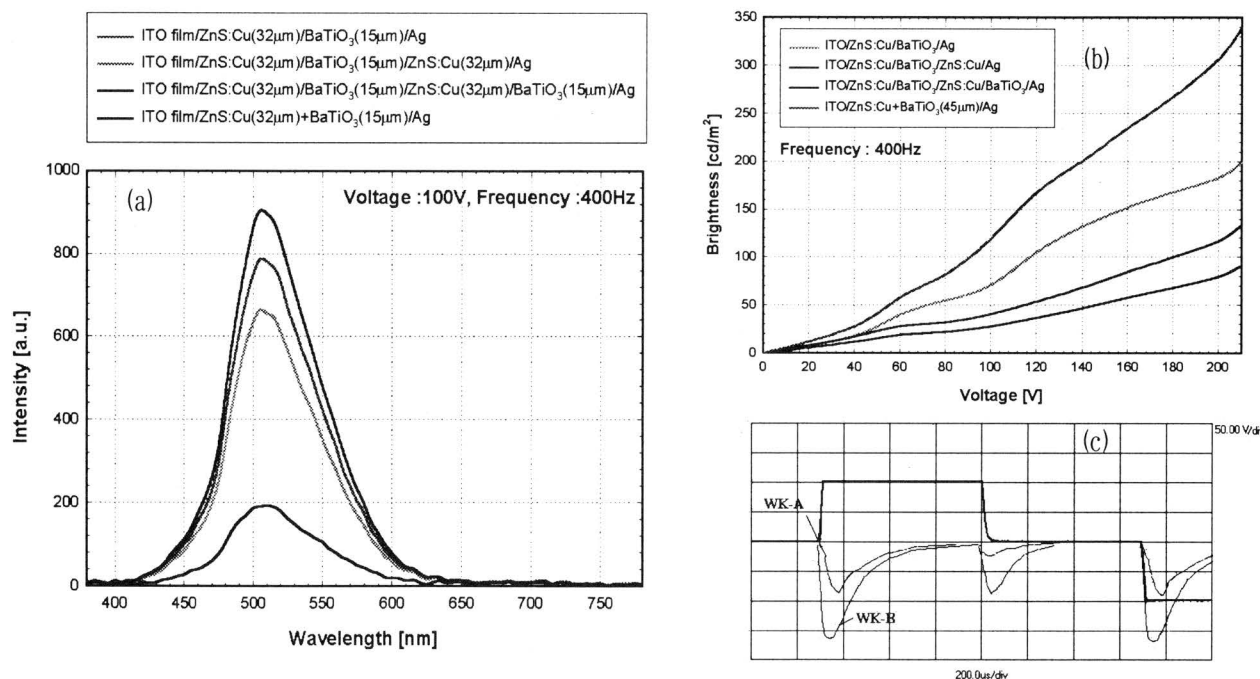 ITO film/ZnS:Cu(32μm)/BaTiO₃(15μm)/Ag
ITO film/ZnS:Cu(32μm)/BaTiO₃(15μm)/ZnS:Cu(32μm)/Ag
ITO film/ZnS:Cu(32μm)/BaTiO₃(15μm)/ZnS:Cu(32μm)/BaTiO₃(15μm)/Ag
ITO film/ZnS:Cu(32μm)+BaTiO₃(15μm)/Ag
(a)
Voltage :100V, Frequency :400Hz
Intensity [a.u.]
1000
800
600
400
200
0
400 450 500 550 600 650 700 750
Wavelength [nm]
(b)
ITO/ZnS:Cu/BaTiO₃/Ag
ITO/ZnS:Cu/BaTiO₃/ZnS:Cu/Ag
ITO/ZnS:Cu/BaTiO₃/ZnS:Cu/BaTiO₃/Ag
ITO/ZnS:Cu+BaTiO₃(45μm)/Ag
Frequency : 400Hz
Brightness [cd/m²]
350
300
250
200
150
100
50
0
0 20 40 60 80 100 120 140 160 180 200
Voltage [V]
(c)
50.00 V/div
WK-A
WK-B
200.0us/div